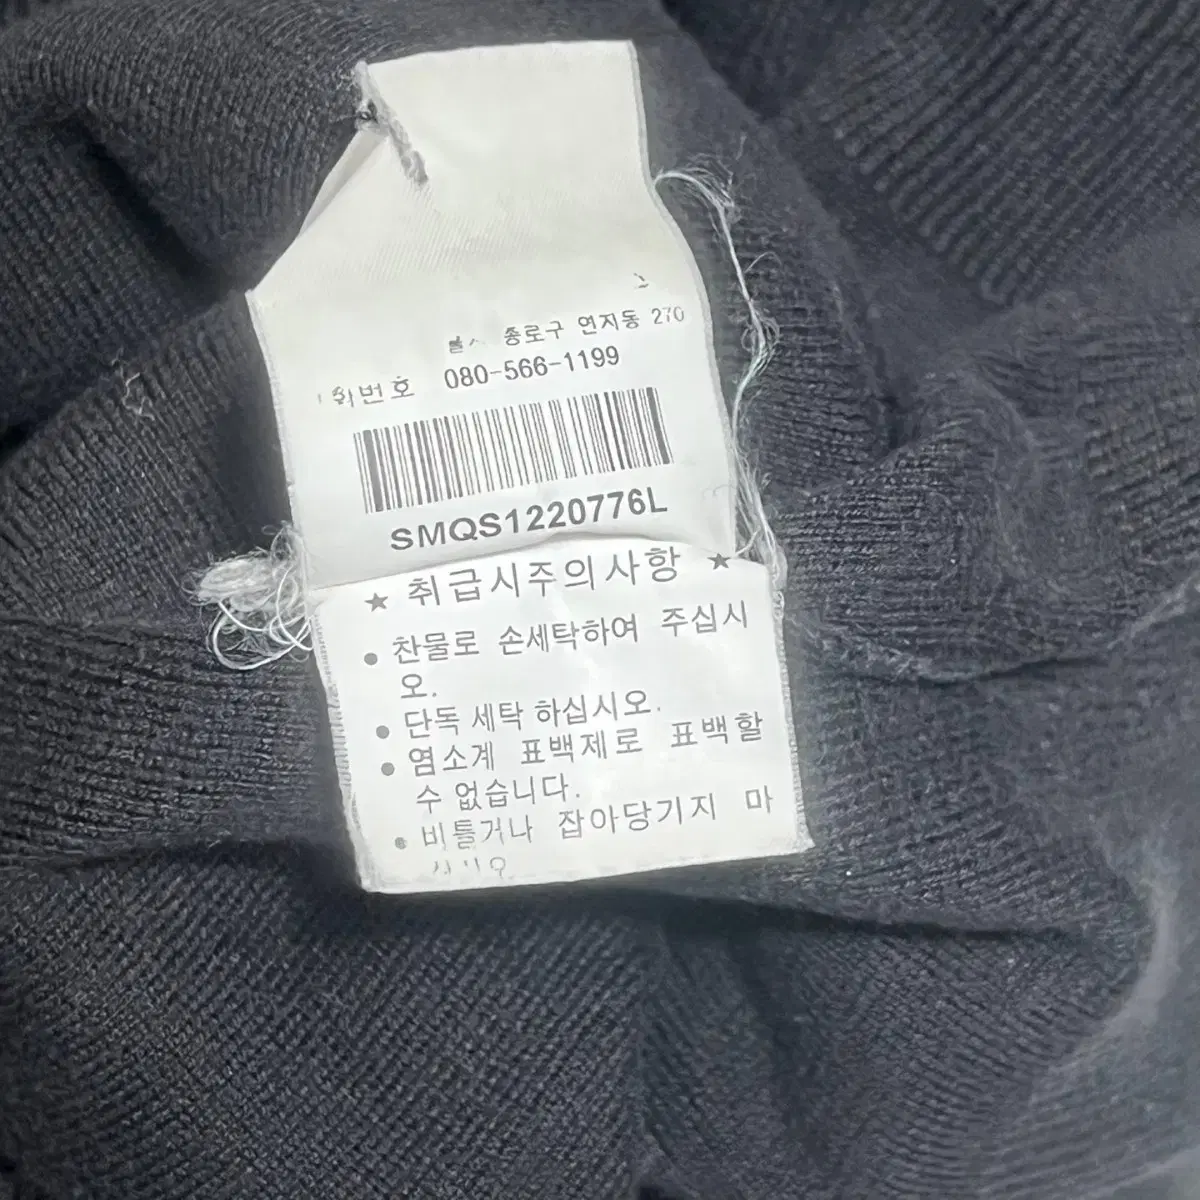 종로구 연지동 270
080-566-1199
SMQS1220776L
★ 취급시주의사항 ★
● 찬물로 손세탁하여 주십시
오.
● 단독 세탁 하십시오.
● 염소계 표백제로 표백할
수 없습니다.
● 비틀거나 잡아당기지 마